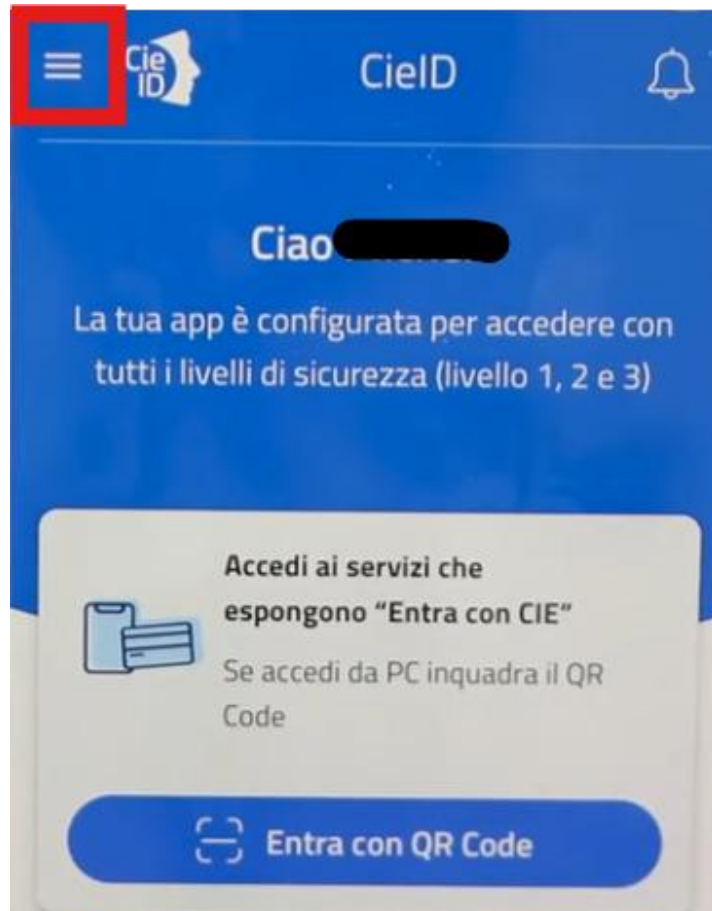 Cie
ID
CieID
Ciao
La tua app è configurata per accedere con
tutti i livelli di sicurezza (livello 1, 2 e 3)
Accedi ai servizi che
espongono “Entra con CIE”
Se accedi da PC inquadra il QR
Code
Entra con QR Code